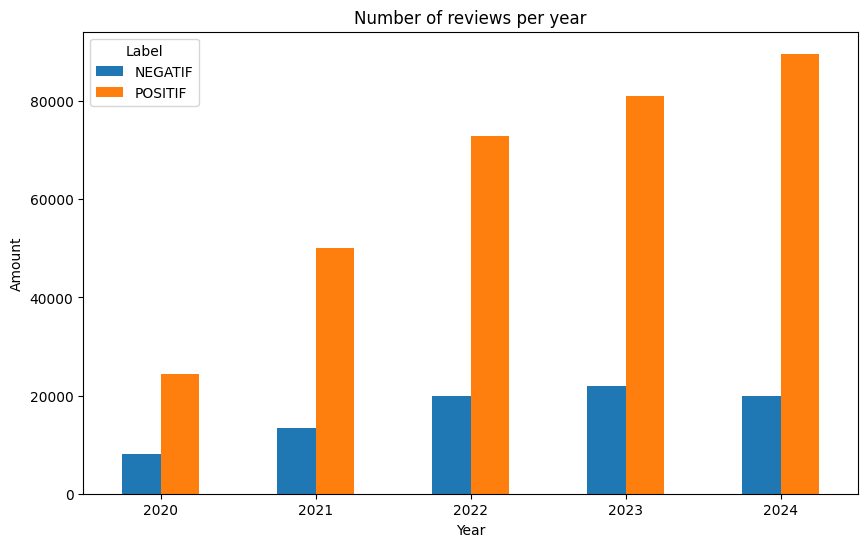 Number of reviews per year
Label
NEGATIF
POSITIF
Amount
80000
60000
40000
20000
0
2020 2021 2022 2023 2024
Year